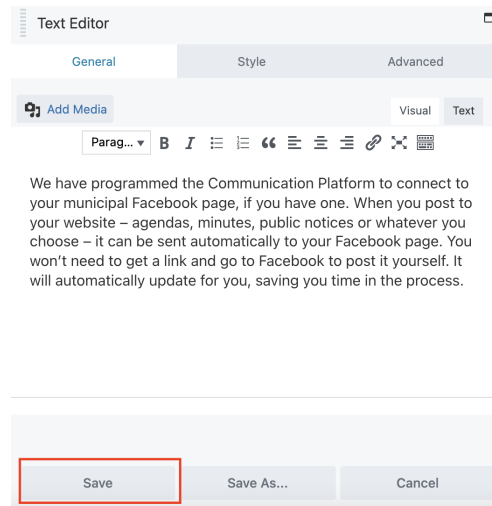 Text Editor
General Style Advanced
Add Media Visual Text
Parag...
We have programmed the Communication Platform to connect to
your municipal Facebook page, if you have one. When you post to
your website – agendas, minutes, public notices or whatever you
choose – it can be sent automatically to your Facebook page. You
won't need to get a link and go to Facebook to post it yourself. It
will automatically update for you, saving you time in the process.
Save Save As... Cancel